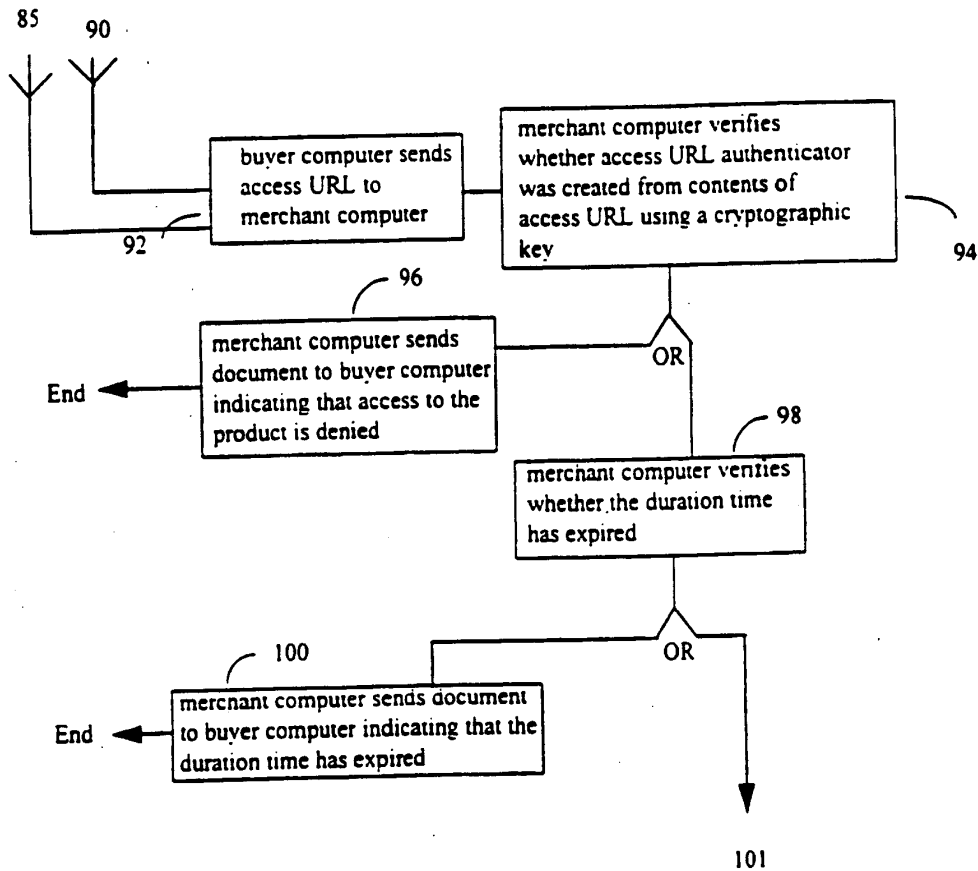 85
90
buyer computer sends
access URL to
merchant computer
92
merchant computer verifies
whether access URL authenticator
was created from contents of
access URL using a cryptographic
key
94
96
merchant computer sends
document to buyer computer
indicating that access to the
product is denied
End
OR
98
merchant computer verifies
whether the duration time
has expired
OR
100
merchant computer sends document
to buyer computer indicating that the
duration time has expired
End
101